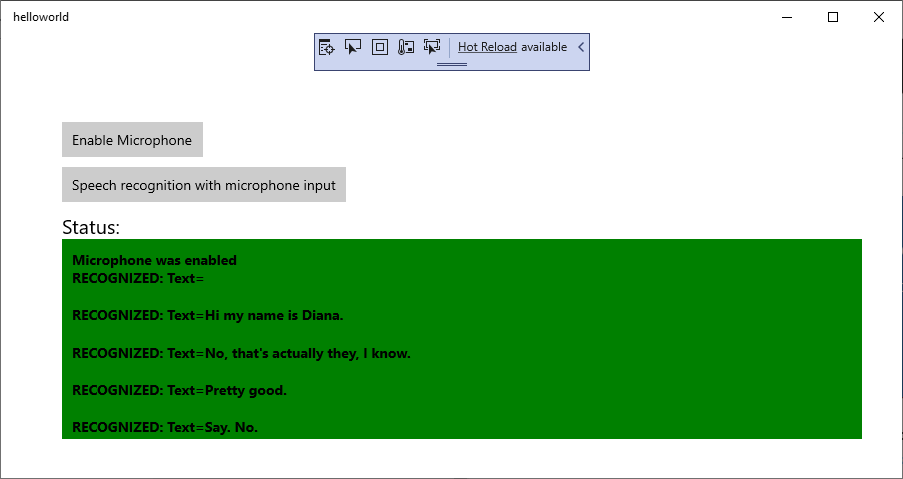 helloworld
Hot Reload available
Enable Microphone
Speech recognition with microphone input
Status:
Microphone was enabled
RECOGNIZED: Text=
RECOGNIZED: Text=Hi my name is Diana.
RECOGNIZED: Text=No, that's actually they, I know.
RECOGNIZED: Text=Pretty good.
RECOGNIZED: Text=Say. No.